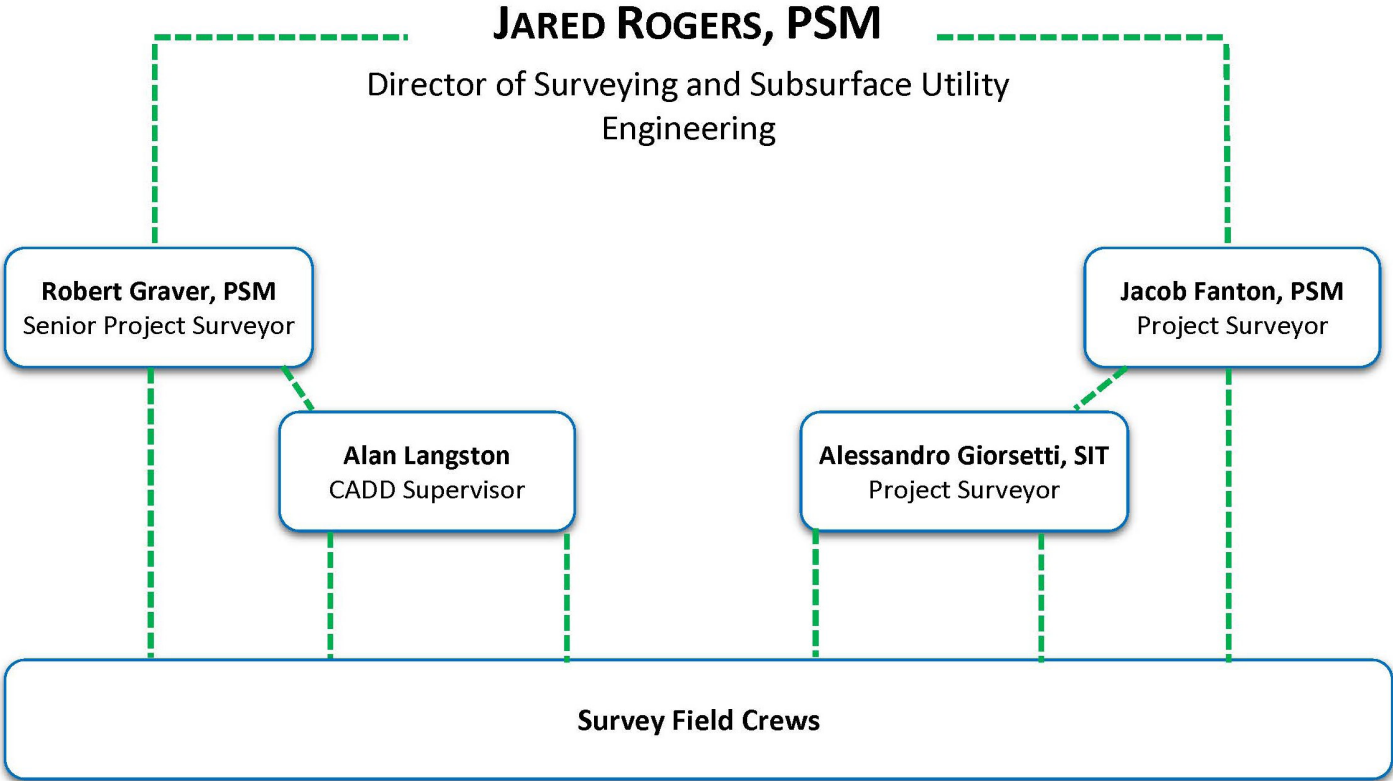 JARED ROGERS, PSM
Director of Surveying and Subsurface Utility
Engineering
Robert Graver, PSM
Senior Project Surveyor
Jacob Fanton, PSM
Project Surveyor
Alan Langston
CADD Supervisor
Alessandro Giorsetti, SIT
Project Surveyor
Survey Field Crews